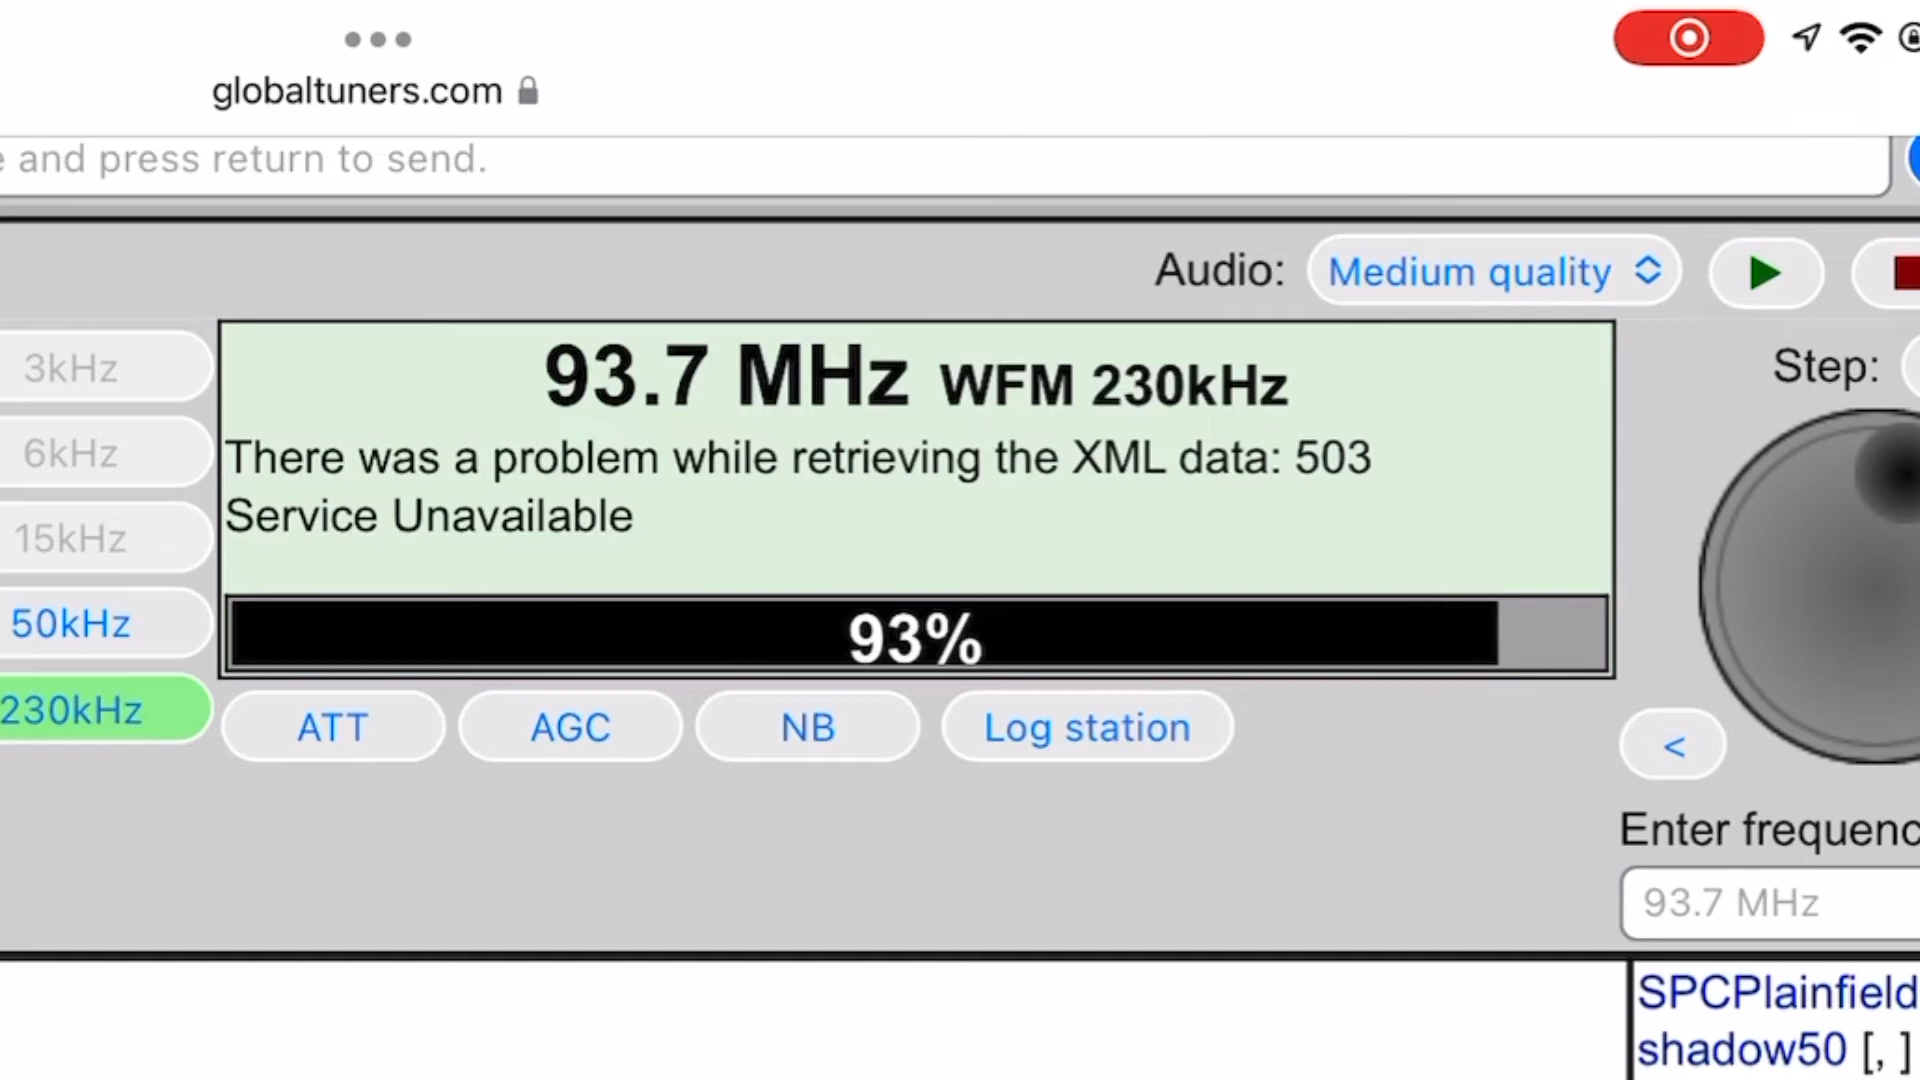 globaltuners.com
e and press return to send.
Audio: Medium quality
3kHz
93.7 MHz WFM 230kHz
Step:
6kHz
There was a problem while retrieving the XML data: 503
Service Unavailable
15kHz
50kHz
93%
230kHz
ATT AGC NB Log station
<
Enter frequenc
93.7 MHz
SPCPlainfield
shadow50 [, ]